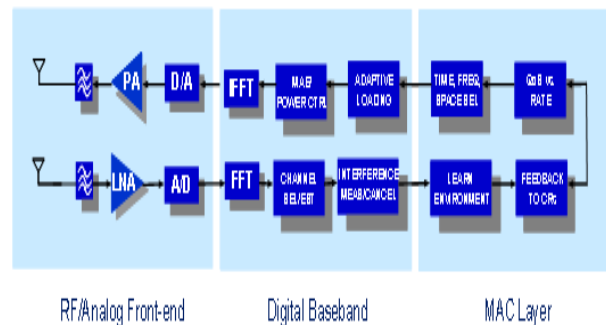 PA
D/A
IFFT
MAE/
POWER CTRL
ADAPTIVE
LOADING
TIME, FREQ,
SPACE SEL
QoS vs.
RATE
LNA
A/D
FFT
CHANNEL
SEL/EST
INTERFERENCE
MEAS/CANCEL
LEARN
ENVIRONMENT
FEEDBACK
TO CRs
RF/Analog Front-end
Digital Baseband
MAC Layer